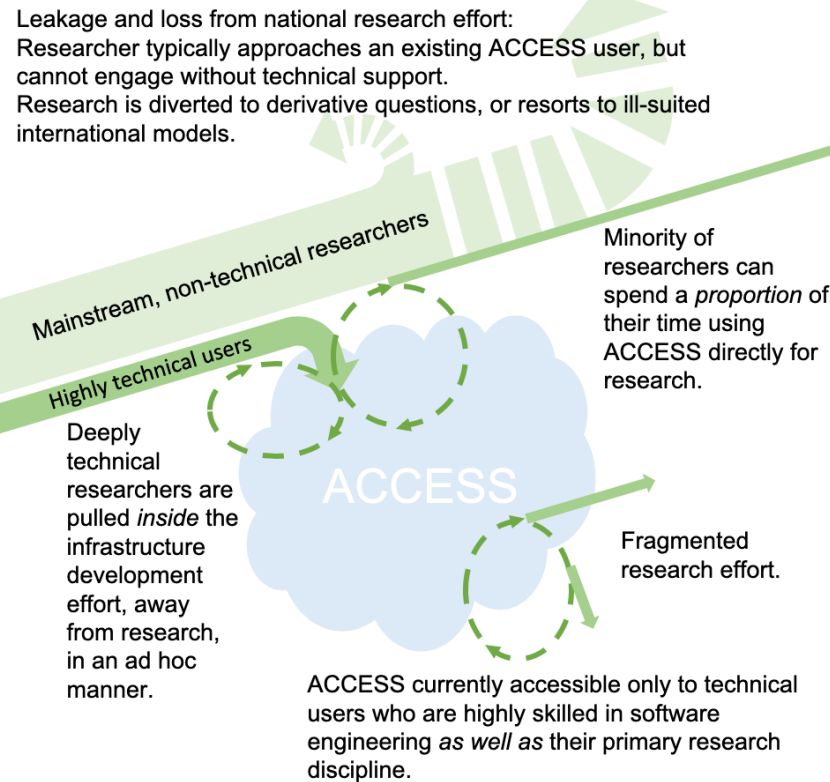 Leakage and loss from national research effort:
Researcher typically approaches an existing ACCESS user, but
cannot engage without technical support.
Research is diverted to derivative questions, or resorts to ill-suited
international models.
Mainstream, non-technical researchers
Highly technical users
Minority of
researchers can
spend a proportion of
their time using
ACCESS directly for
research.
Deeply
technical
researchers are
pulled inside the
infrastructure
development
effort, away
from research,
in an ad hoc
manner.
ACCESS
Fragmented
research effort.
ACCESS currently accessible only to technical
users who are highly skilled in software
engineering as well as their primary research
discipline.